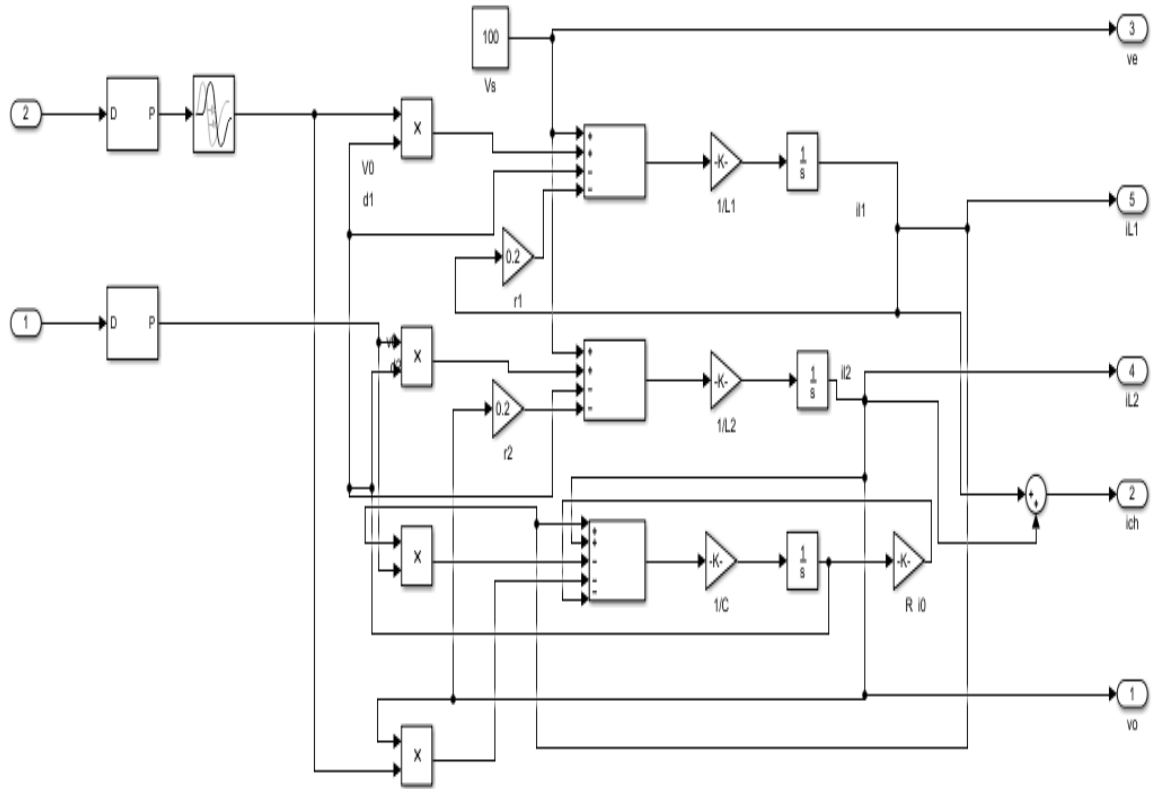 100
Vs
3
ve
2
D P
X
V0
d1
+
+
-
-
-K-
1/L1
1
s
il1
5
iL1
0.2
r1
1
D P
X
+
+
-
-
-K-
1/L2
1
s
il2
4
iL2
0.2
r2
+
+
2
ich
X
+
+
-
-
-
-K-
1/C
1
s
-K-
R i0
1
vo
X